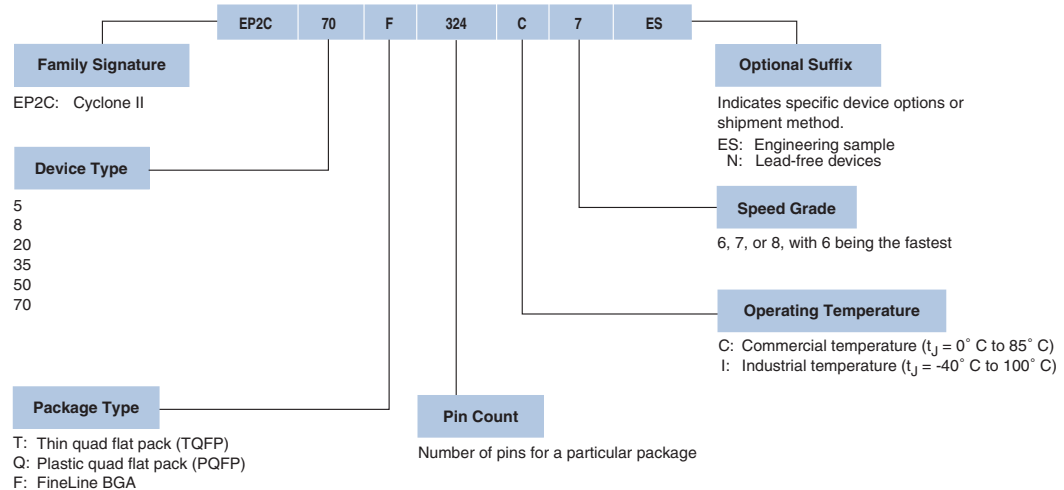 EP2C 70 F 324 C 7 ES
Family Signature
EP2C: Cyclone II
Device Type
5
8
20
35
50
70
Package Type
T: Thin quad flat pack (TQFP)
Q: Plastic quad flat pack (PQFP)
F: FineLine BGA
Pin Count
Number of pins for a particular package
Optional Suffix
Indicates specific device options or
shipment method.
ES: Engineering sample
N: Lead-free devices
Speed Grade
6, 7, or 8, with 6 being the fastest
Operating Temperature
C: Commercial temperature (tJ = 0° C to 85° C)
I: Industrial temperature (tJ = -40° C to 100° C)